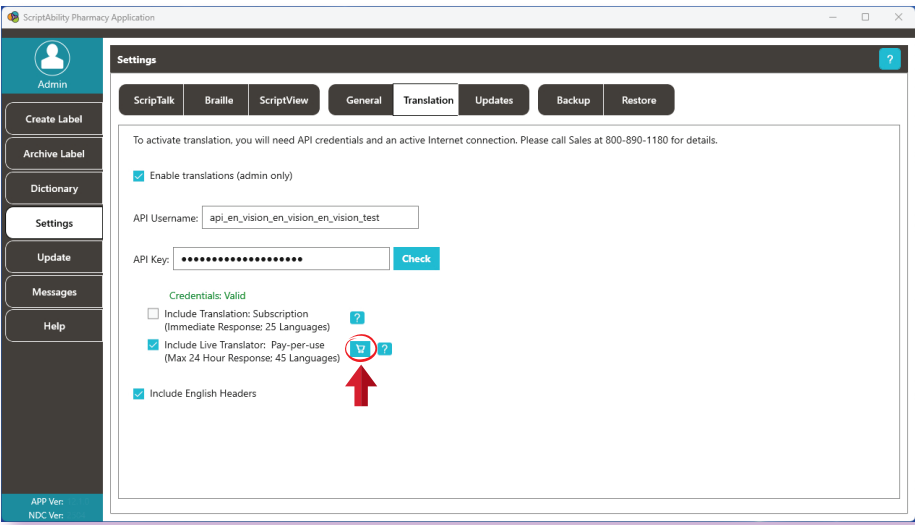 ScriptAbility Pharmacy Application
Admin
Create Label
Archive Label
Dictionary
Settings
Update
Messages
Help
APP Ver:
NDC Ver:
Settings
?
ScripTalk Braille ScriptView General Translation Updates Backup Restore
To activate translation, you will need API credentials and an active Internet connection. Please call Sales at 800-890-1180 for details.
Enable translations (admin only)
API Username: api_en_vision_en_vision_en_vision_test
API Key: ●●●●●●●●●●●●●●●●●●●● Check
Credentials: Valid
Include Translation: Subscription
(Immediate Response; 25 Languages)
?
Include Live Translator: Pay-per-use
(Max 24 Hour Response; 45 Languages)
?
Include English Headers